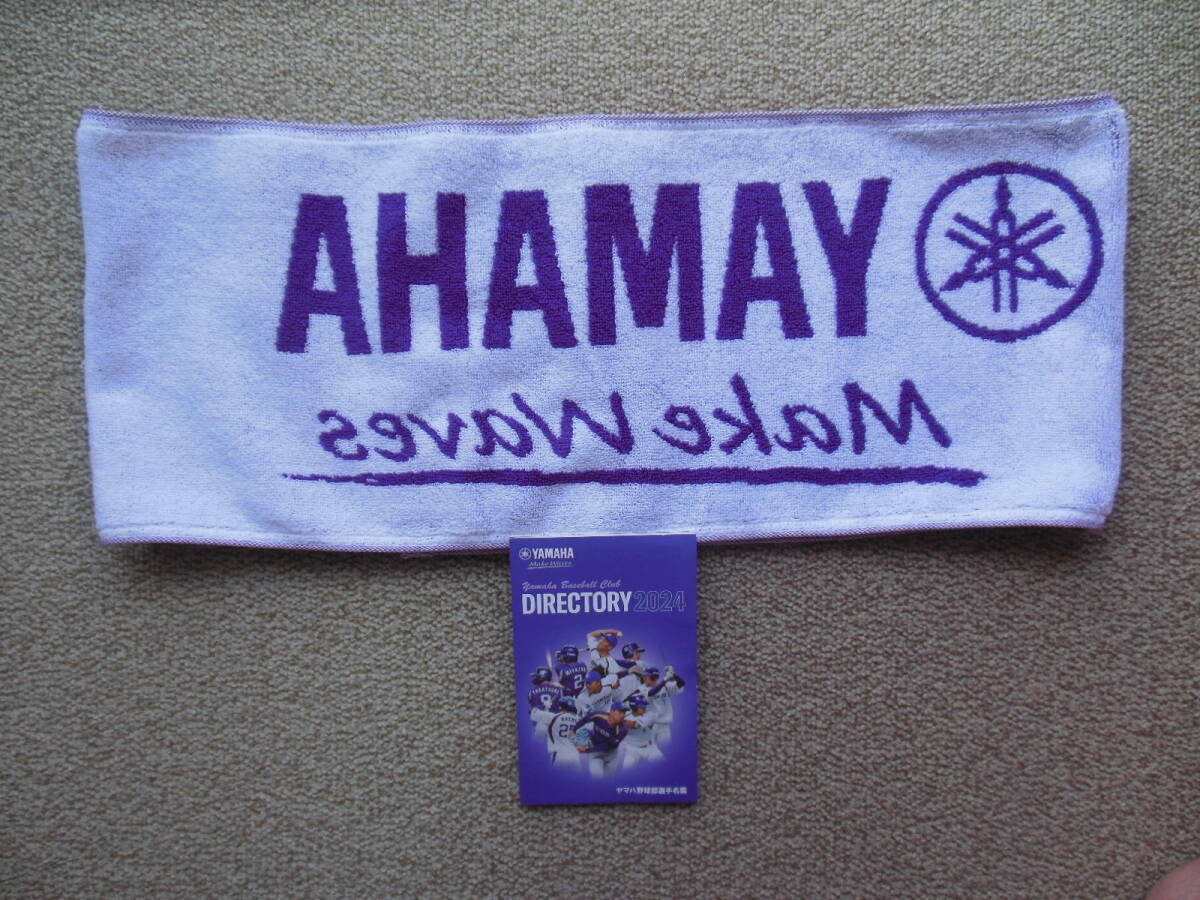 YAMAHA
Make Waves
YAMAHA
Make Waves
Yamaha Baseball Club
DIRECTORY 2024
ヤマハ野球部選手名鑑